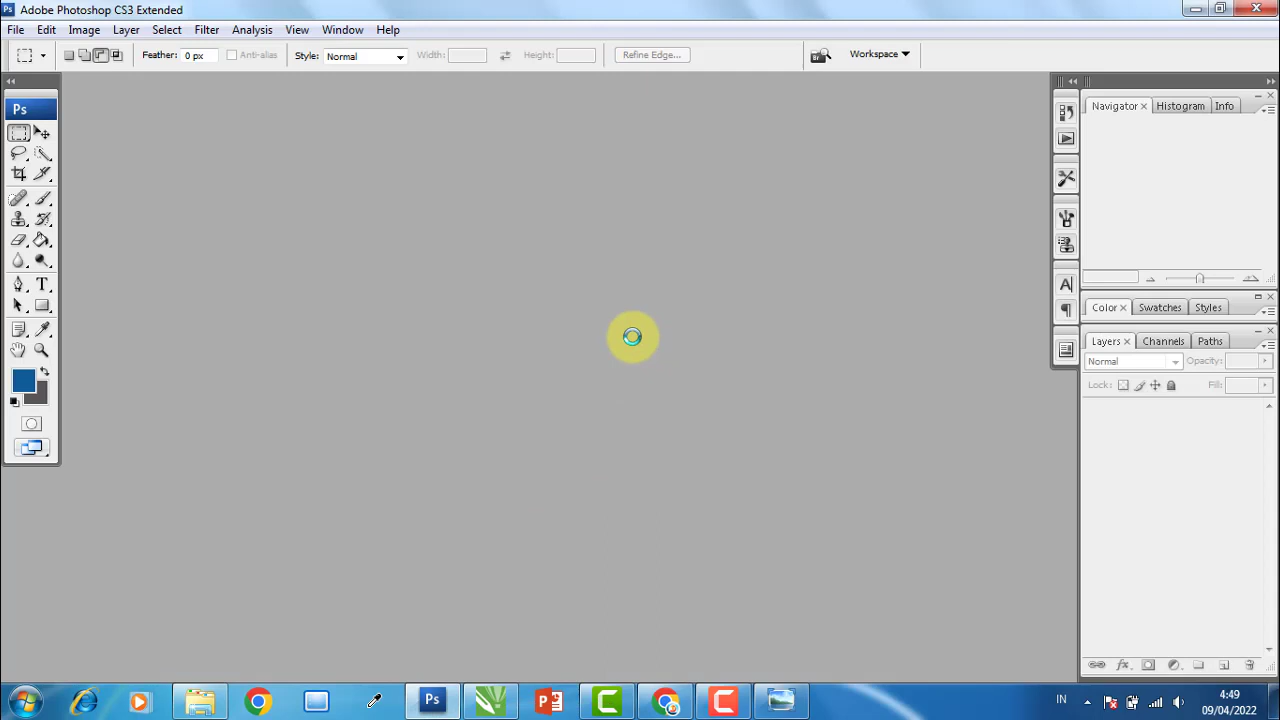 Ps Adobe Photoshop CS3 Extended
File Edit Image Layer Select Filter Analysis View Window Help
Feather: 0 px Anti-alias Style: Normal Width: Height: Refine Edge... Br Workspace
Ps
Navigator Histogram Info
Color Swatches Styles
Layers Channels Paths
Normal Opacity:
Lock: Fill:
IN
4:49
09/04/2022